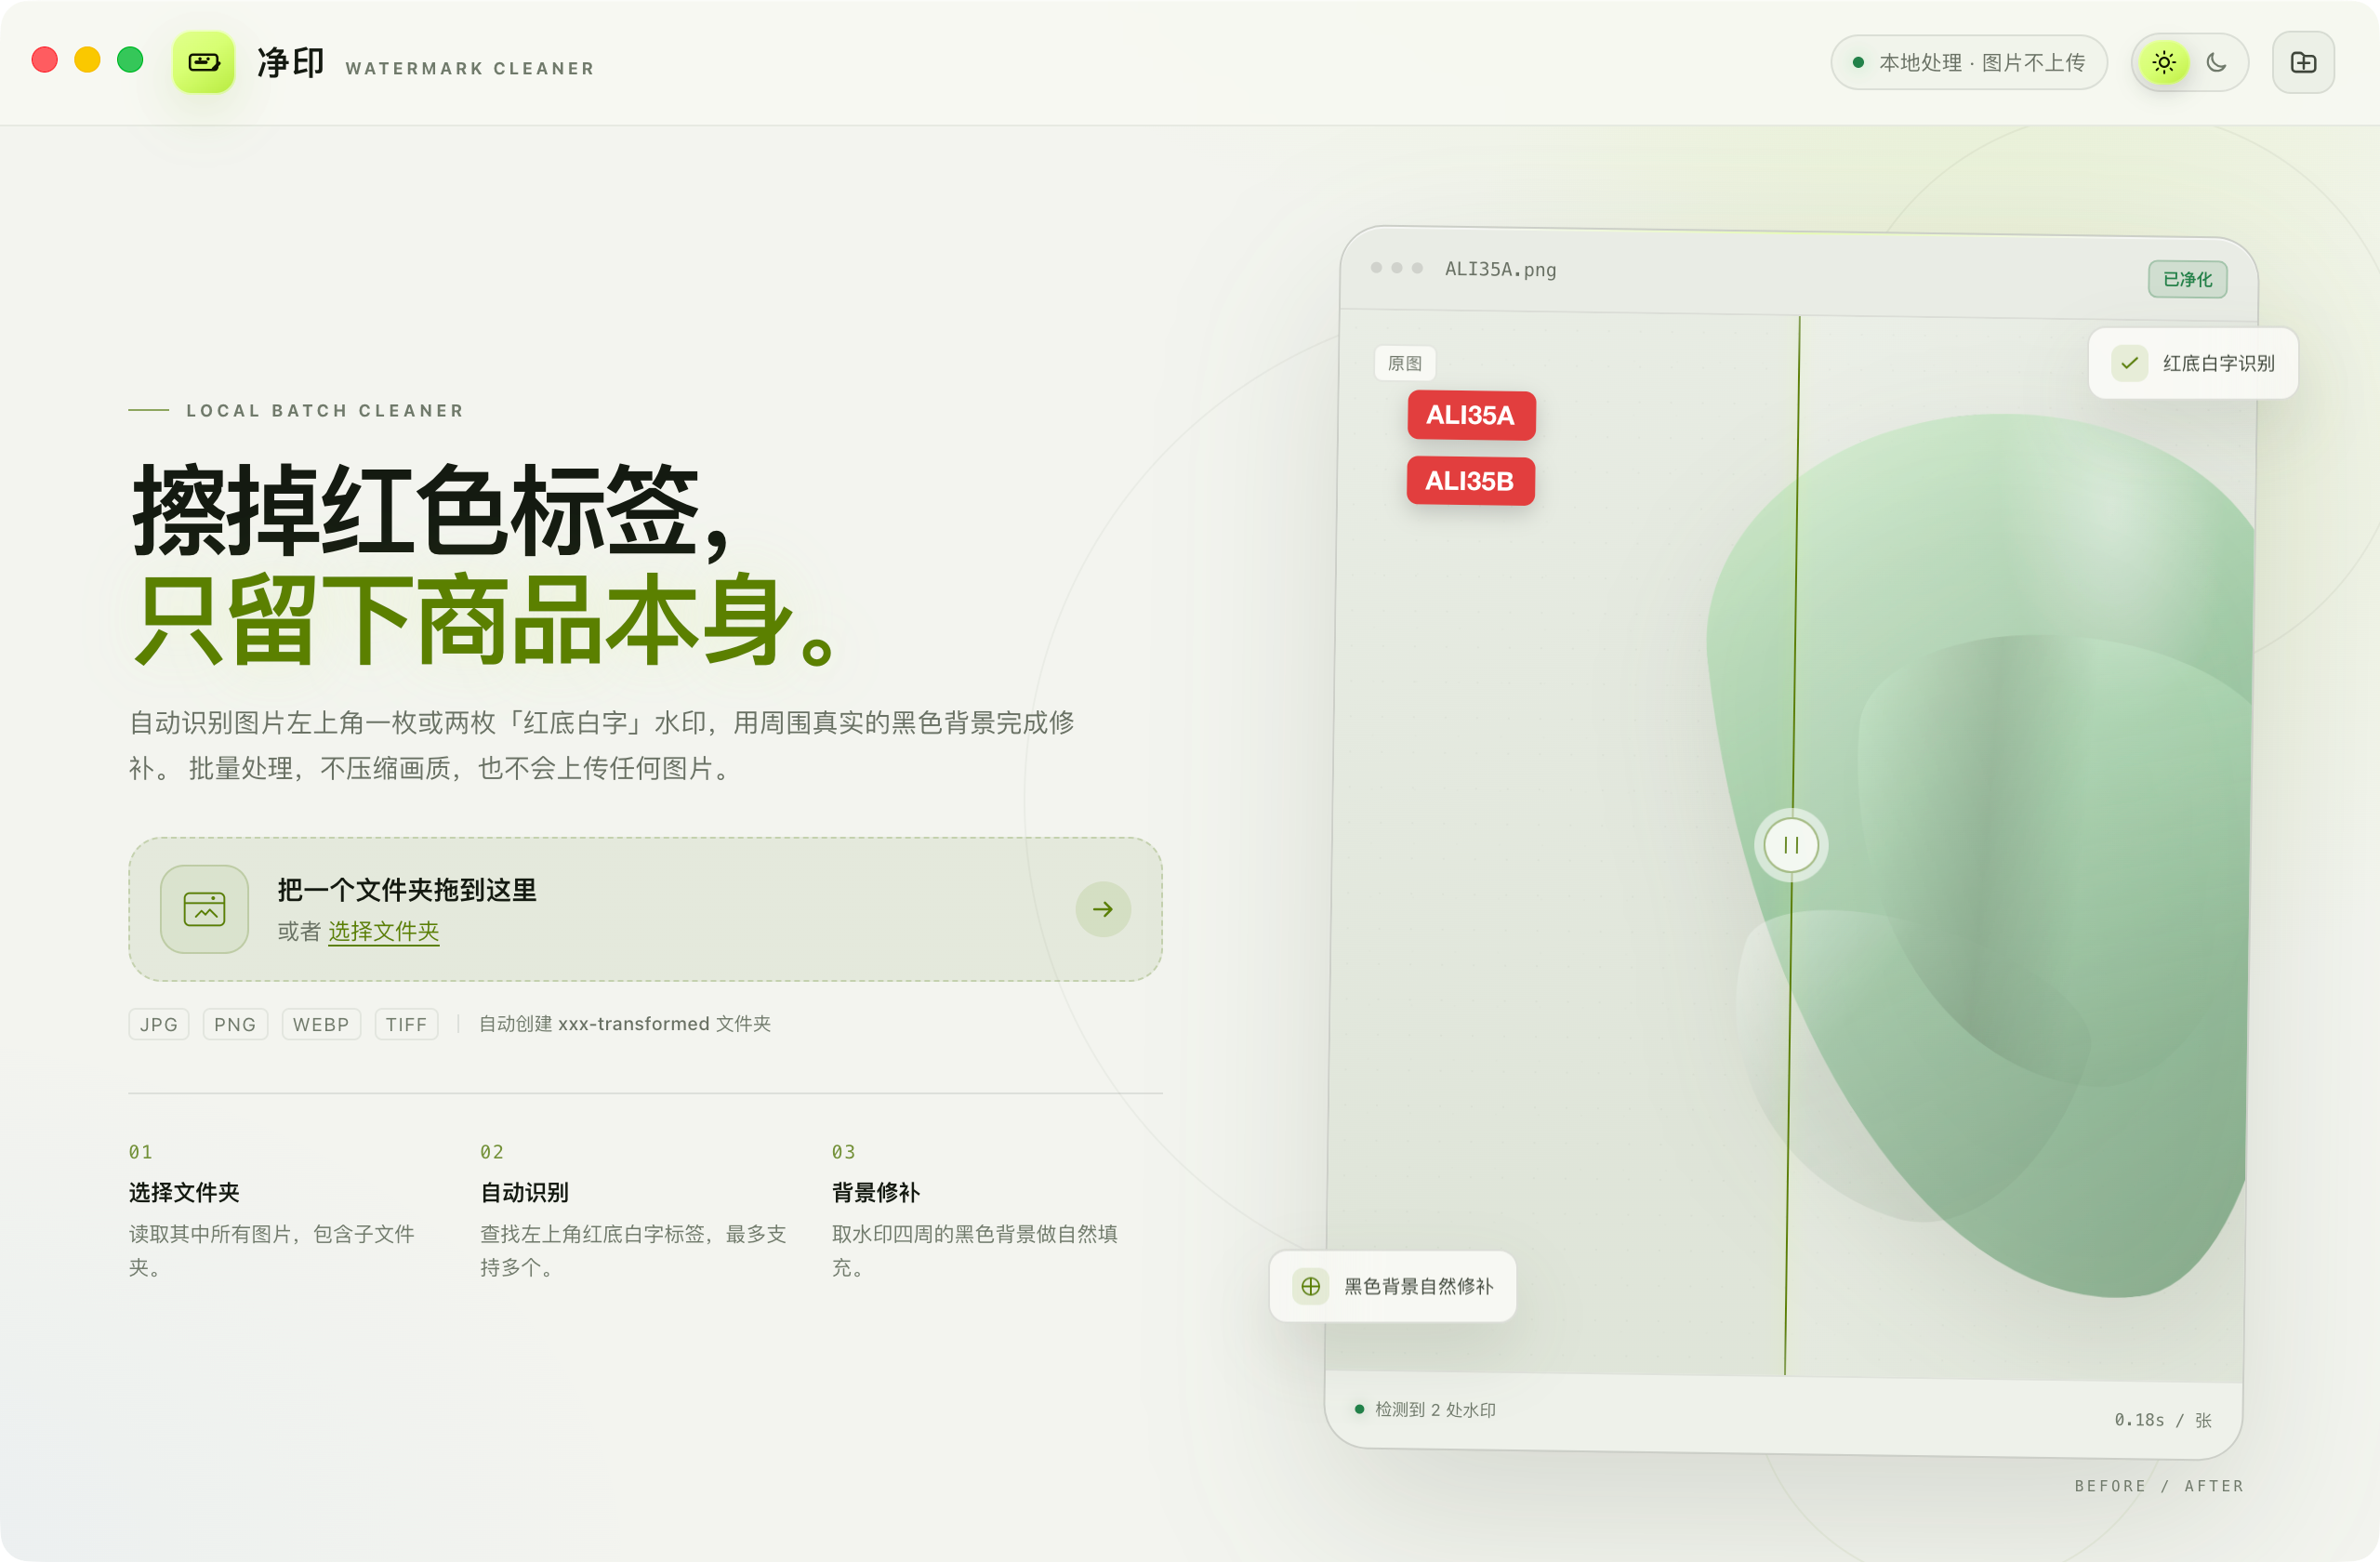 净印 WATERMARK CLEANER
本地处理 · 图片不上传
LOCAL BATCH CLEANER
擦掉红色标签，
只留下商品本身。
自动识别图片左上角一枚或两枚「红底白字」水印，用周围真实的黑色背景完成修
补。 批量处理，不压缩画质，也不会上传任何图片。
把一个文件夹拖到这里
或者 选择文件夹
JPG PNG WEBP TIFF 自动创建 xxx-transformed 文件夹
01
选择文件夹
读取其中所有图片，包含子文件
夹。
02
自动识别
查找左上角红底白字标签，最多支
持多个。
03
背景修补
取水印四周的黑色背景做自然填
充。
ALI35A.png
已净化
原图
红底白字识别
ALI35A
ALI35B
黑色背景自然修补
检测到 2 处水印
0.18s / 张
BEFORE / AFTER